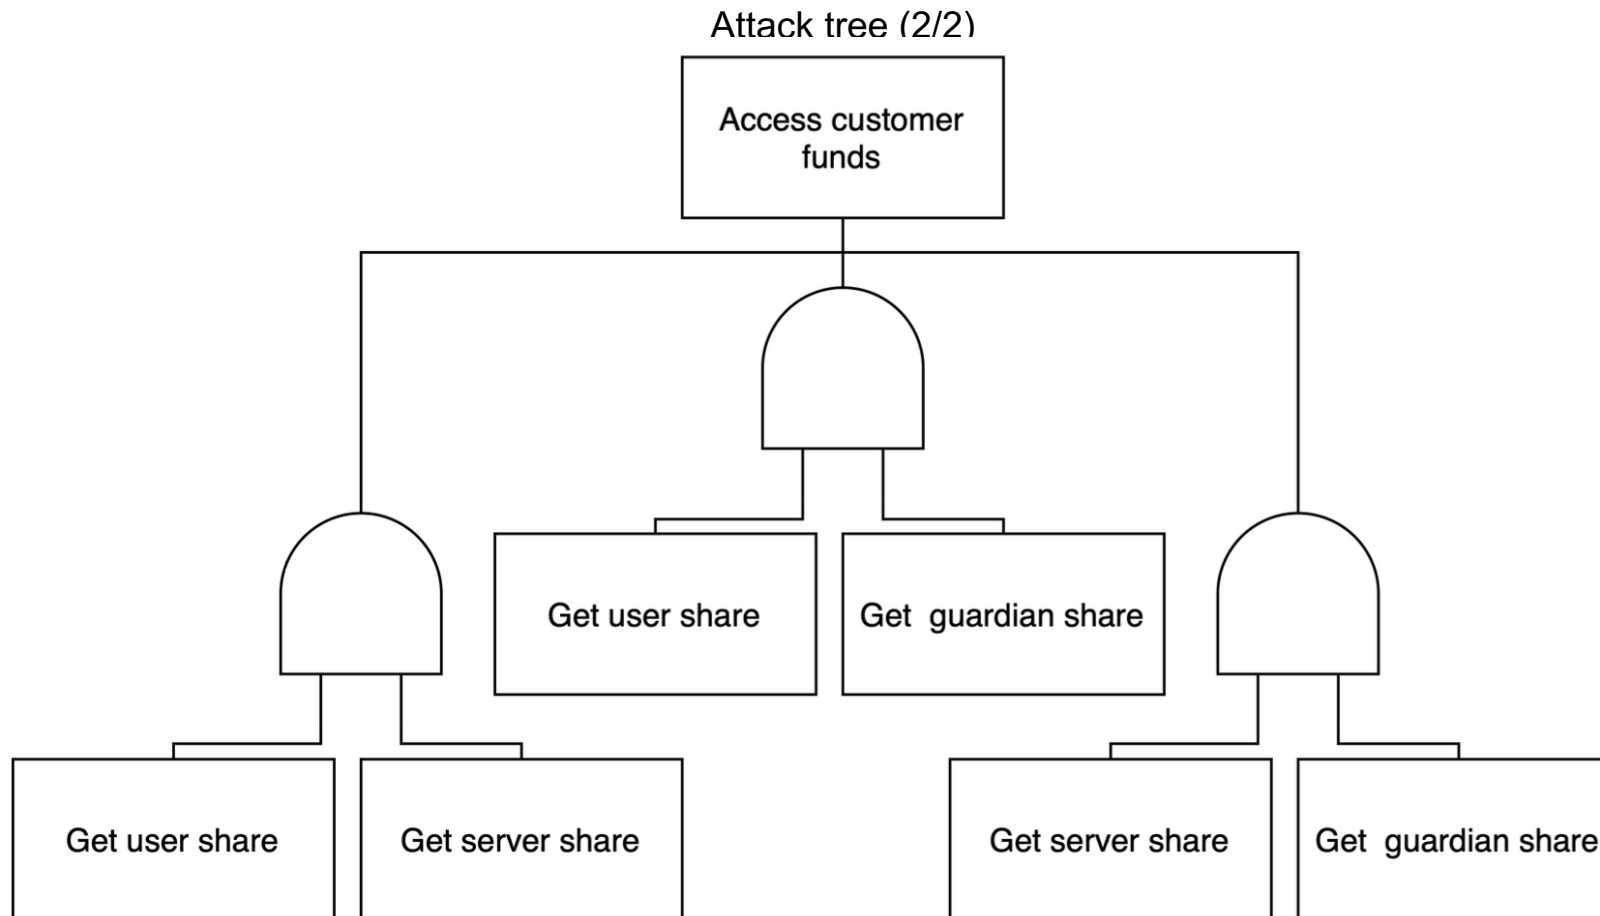 Attack tree (2/2)
Access customer
funds
Get user share
Get  guardian share
Get user share
Get server share
Get server share
Get  guardian share